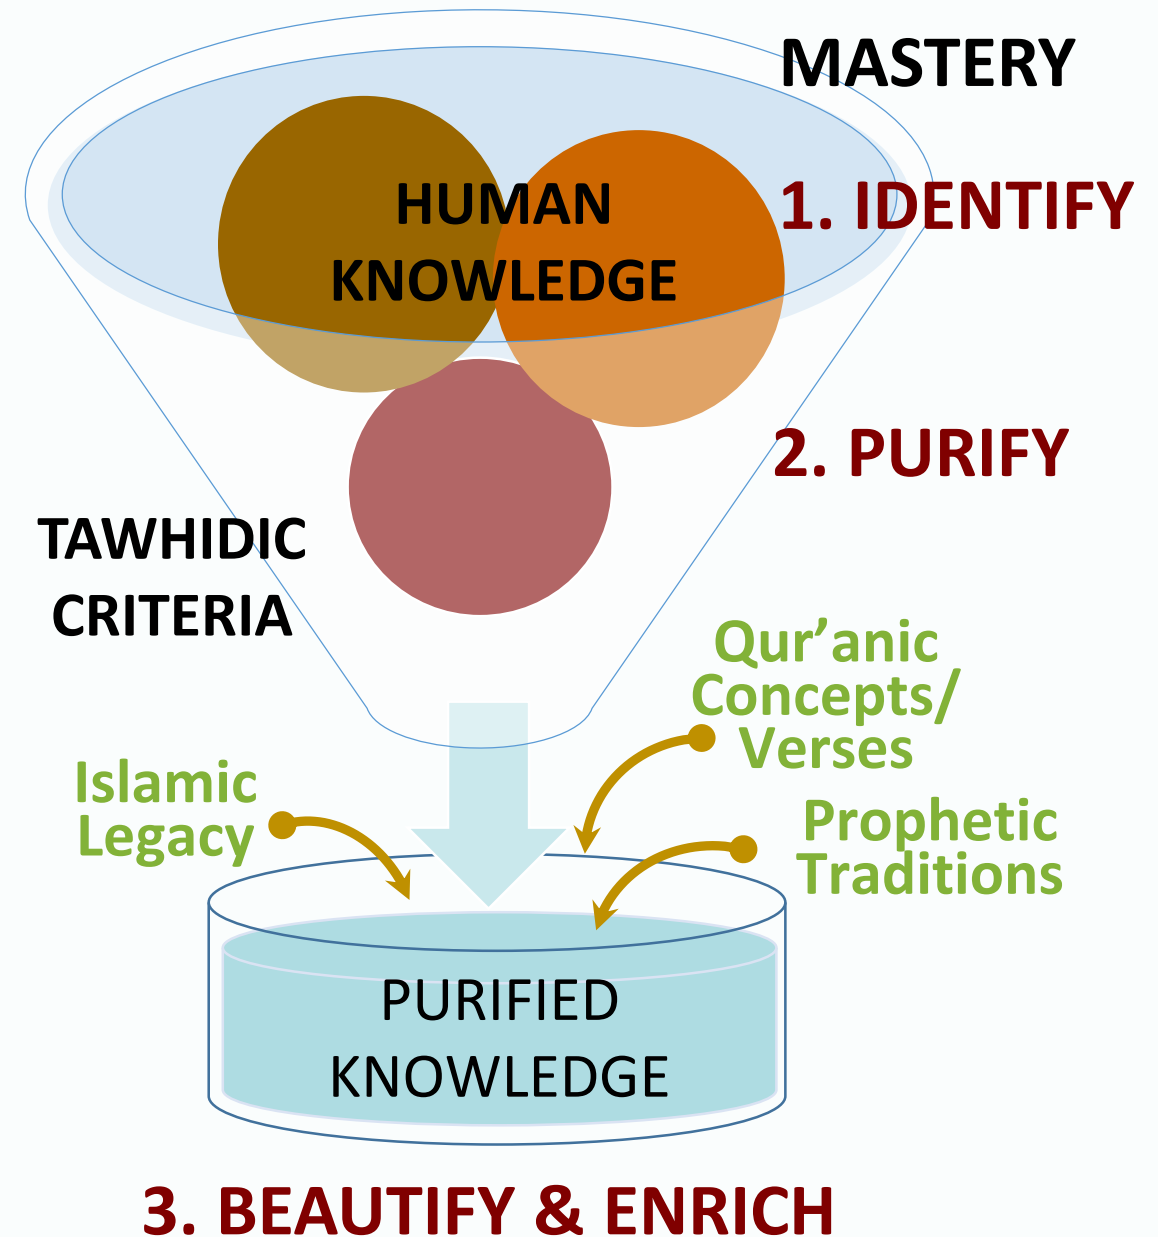 MASTERY
HUMAN
KNOWLEDGE
1. IDENTIFY
2. PURIFY
TAWHIDIC
CRITERIA
Qur’anic
Concepts/
Verses
Islamic
Legacy
Prophetic
Traditions
PURIFIED
KNOWLEDGE
3. BEAUTIFY & ENRICH